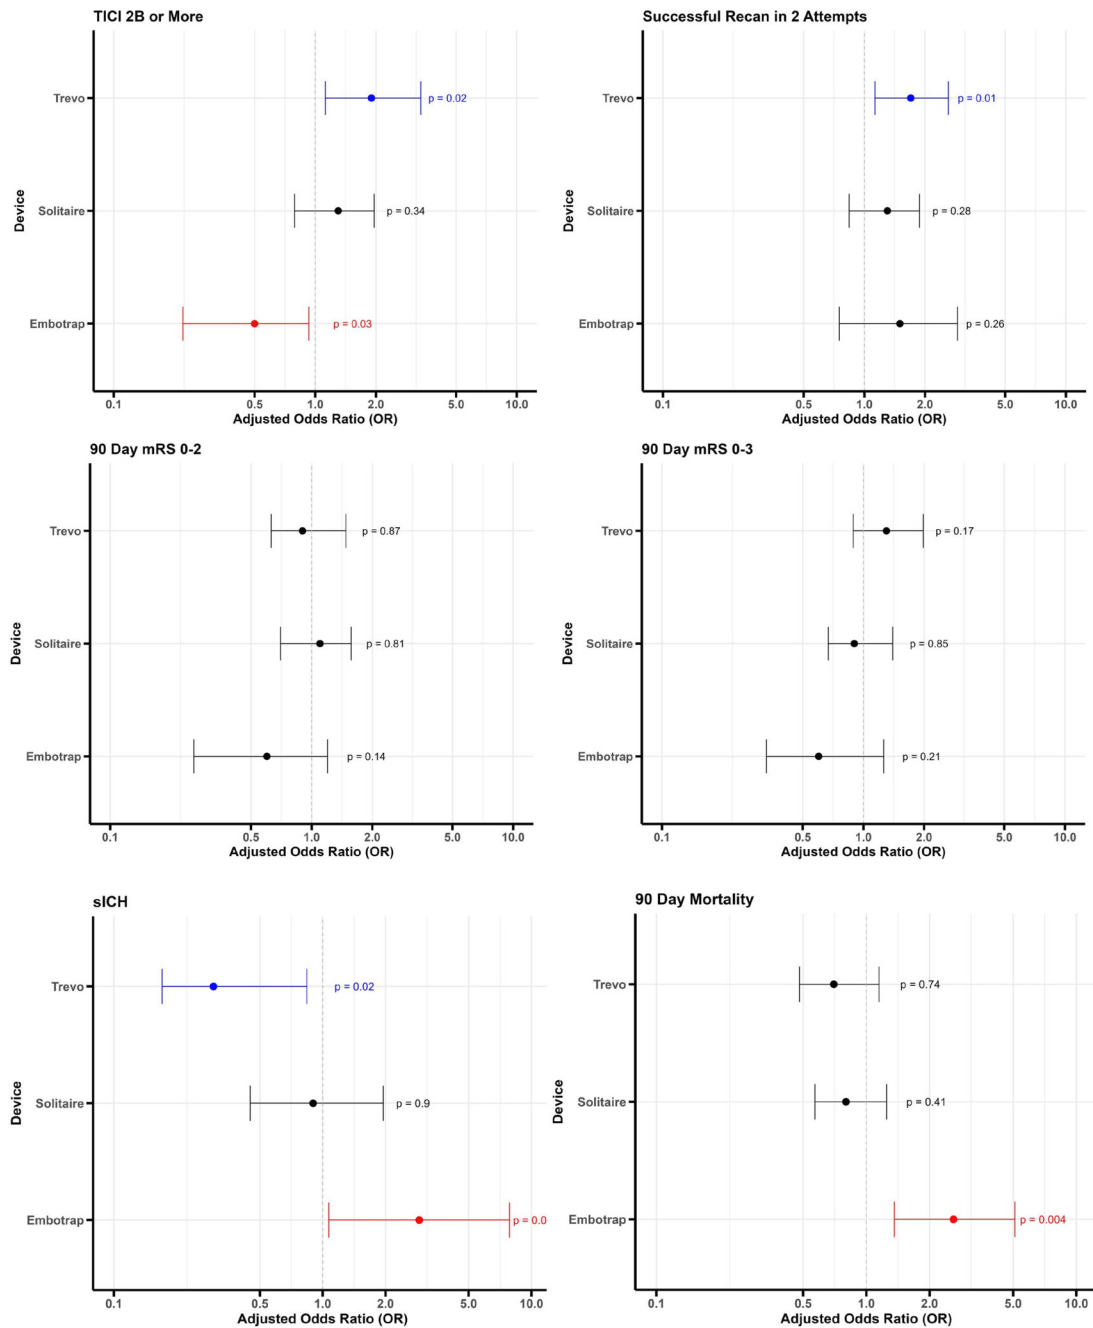 TICI 2B or More
Device
Trevo
p = 0.02
Solitaire
p = 0.34
Embotrap
p = 0.03
0.1 0.5 1.0 2.0 5.0 10.0
Adjusted Odds Ratio (OR)
Successful Recan in 2 Attempts
Device
Trevo
p = 0.01
Solitaire
p = 0.28
Embotrap
p = 0.26
0.1 0.5 1.0 2.0 5.0 10.0
Adjusted Odds Ratio (OR)
90 Day mRS 0-2
Device
Trevo
p = 0.87
Solitaire
p = 0.81
Embotrap
p = 0.14
0.1 0.5 1.0 2.0 5.0 10.0
Adjusted Odds Ratio (OR)
90 Day mRS 0-3
Device
Trevo
p = 0.17
Solitaire
p = 0.85
Embotrap
p = 0.21
0.1 0.5 1.0 2.0 5.0 10.0
Adjusted Odds Ratio (OR)
sICH
Device
Trevo
p = 0.02
Solitaire
p = 0.9
Embotrap
p = 0.0
0.1 0.5 1.0 2.0 5.0 10.0
Adjusted Odds Ratio (OR)
90 Day Mortality
Device
Trevo
p = 0.74
Solitaire
p = 0.41
Embotrap
p = 0.004
0.1 0.5 1.0 2.0 5.0 10.0
Adjusted Odds Ratio (OR)